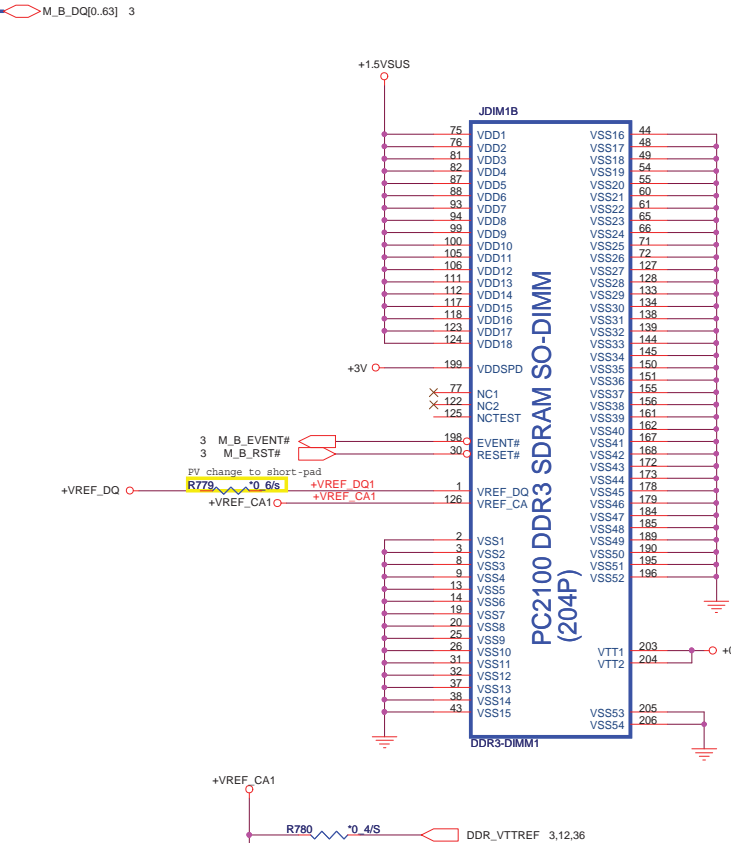 M_B_DQ[0..63] 3
+1.5VSUS
JDIM1B
75 VDD1 VSS16 44
76 VDD2 VSS17 48
81 VDD3 VSS18 49
82 VDD4 VSS19 54
87 VDD5 VSS20 55
88 VDD6 VSS21 60
93 VDD7 VSS22 61
94 VDD8 VSS23 65
99 VDD9 VSS24 66
100 VDD10 VSS25 71
105 VDD11 VSS26 72
106 VDD12 VSS27 127
111 VDD13 VSS28 128
112 VDD14 VSS29 133
117 VDD15 VSS30 134
118 VDD16 VSS31 138
123 VDD17 VSS32 139
124 VDD18 VSS33 144
VSS34 145
+3V 199 VDDSPD VSS35 150
VSS36 151
77 NC1 VSS37 155
122 NC2 VSS38 156
125 NCTEST VSS39 161
VSS40 162
3 M_B_EVENT# 198 EVENT# VSS41 167
3 M_B_RST# 30 RESET# VSS42 168
VSS43 172
PV change to short-pad VSS44 173
R779 *0_6/s VSS45 178
+VREF_DQ +VREF_DQ1 1 VREF_DQ
+VREF_CA1 +VREF_CA1 126 VREF_CA VSS46 179
VSS47 184
VSS48 185
2 VSS1 VSS49 189
3 VSS2 VSS50 190
8 VSS3 VSS51 195
9 VSS4 VSS52 196
13 VSS5
14 VSS6
19 VSS7
20 VSS8
25 VSS9
26 VSS10 VTT1 203
31 VSS11 VTT2 204
32 VSS12
37 VSS13
38 VSS14
43 VSS15 VSS53 205
VSS54 206
PC2100 DDR3 SDRAM SO-DIMM
(204P)
DDR3-DIMM1
+VREF_CA1
R780 *0_4/S DDR_VTTREF 3,12,36